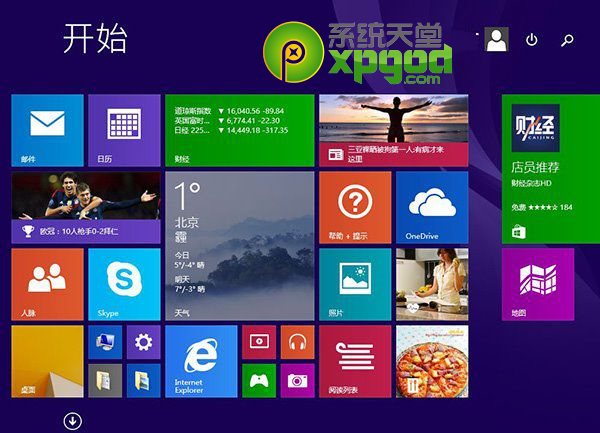 开始
系统天堂
xpgod
.com
邮件
日历
道琼斯指数 ▼ 16,040.56 -89.84
英国富时... ▼ 6,774.41 -22.30
日经 225... ▼ 14,449.18 -317.35
财经
三亚裸晒被拘第一人:有病才来
这里
财经
CAIJING
店员推荐
财经杂志HD
免费 ★★★★☆ 184
欧冠：10人枪手0-2拜仁
1°
北京
霾
今日
5°/-4° 晴
明天
7°/-3° 晴
天气
帮助 + 提示
OneDrive
人脉
Skype
照片
地图
桌面
Internet
Explorer
阅读列表